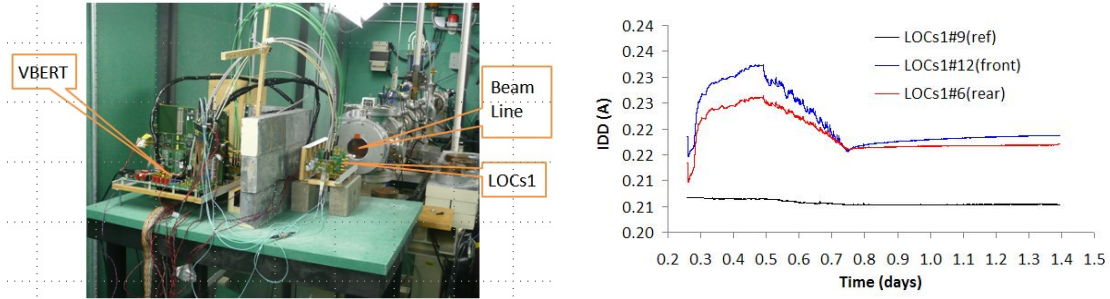 VBERT
Beam
Line
LOCs1
LOCs1#9(ref)
LOCs1#12(front)
LOCs1#6(rear)
IDD (A)
0.24
0.24
0.23
0.23
0.22
0.22
0.21
0.21
0.20
0.2 0.3 0.4 0.5 0.6 0.7 0.8 0.9 1.0 1.1 1.2 1.3 1.4 1.5
Time (days)